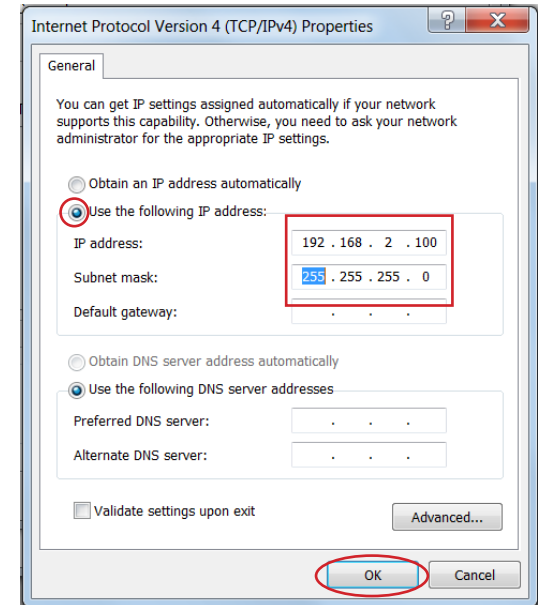 Internet Protocol Version 4 (TCP/IPv4) Properties
General
You can get IP settings assigned automatically if your network
supports this capability. Otherwise, you need to ask your network
administrator for the appropriate IP settings.
Obtain an IP address automatically
Use the following IP address:
IP address: 192 . 168 . 2 . 100
Subnet mask: 255 . 255 . 255 . 0
Default gateway: . . .
Obtain DNS server address automatically
Use the following DNS server addresses
Preferred DNS server: . . .
Alternate DNS server: . . .
Validate settings upon exit
Advanced...
OK Cancel